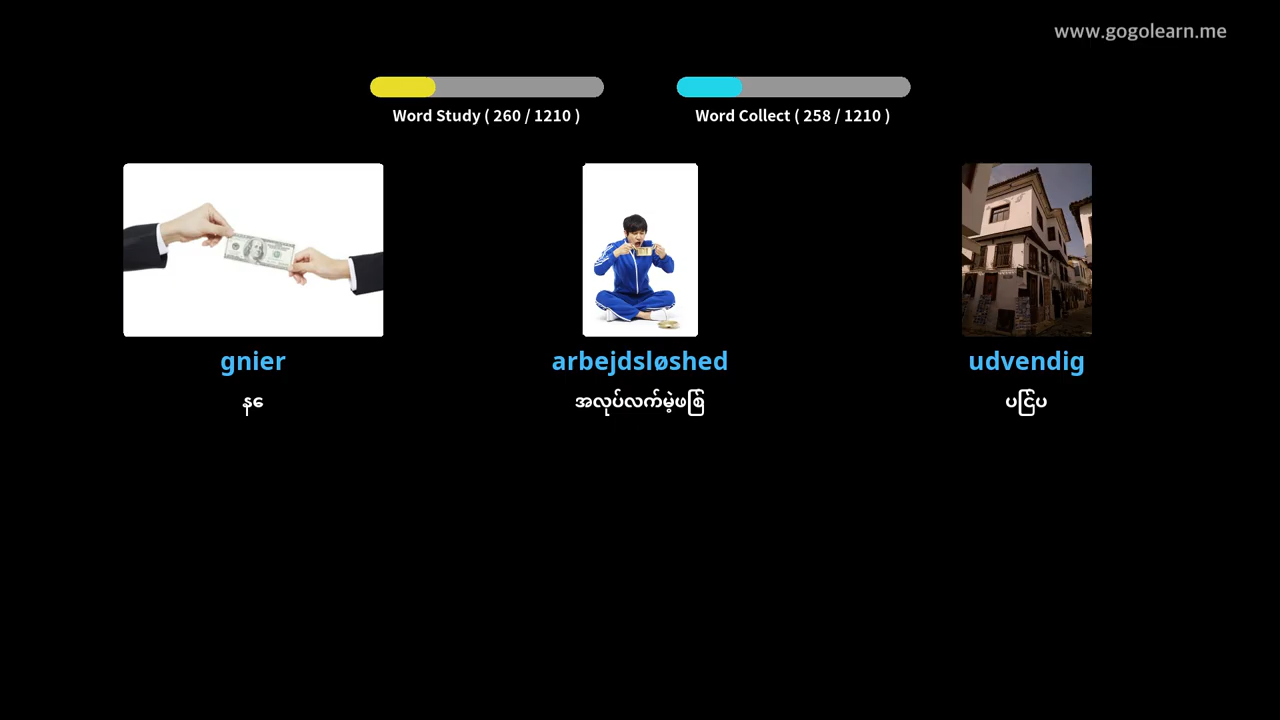 www.gogolearn.me
Word Study ( 260 / 1210 )
Word Collect ( 258 / 1210 )
gnier
arbejdsløshed
udvendig
နေ
အလုပ်လက်မဲ့ဖြစ်
ပြင်ပ